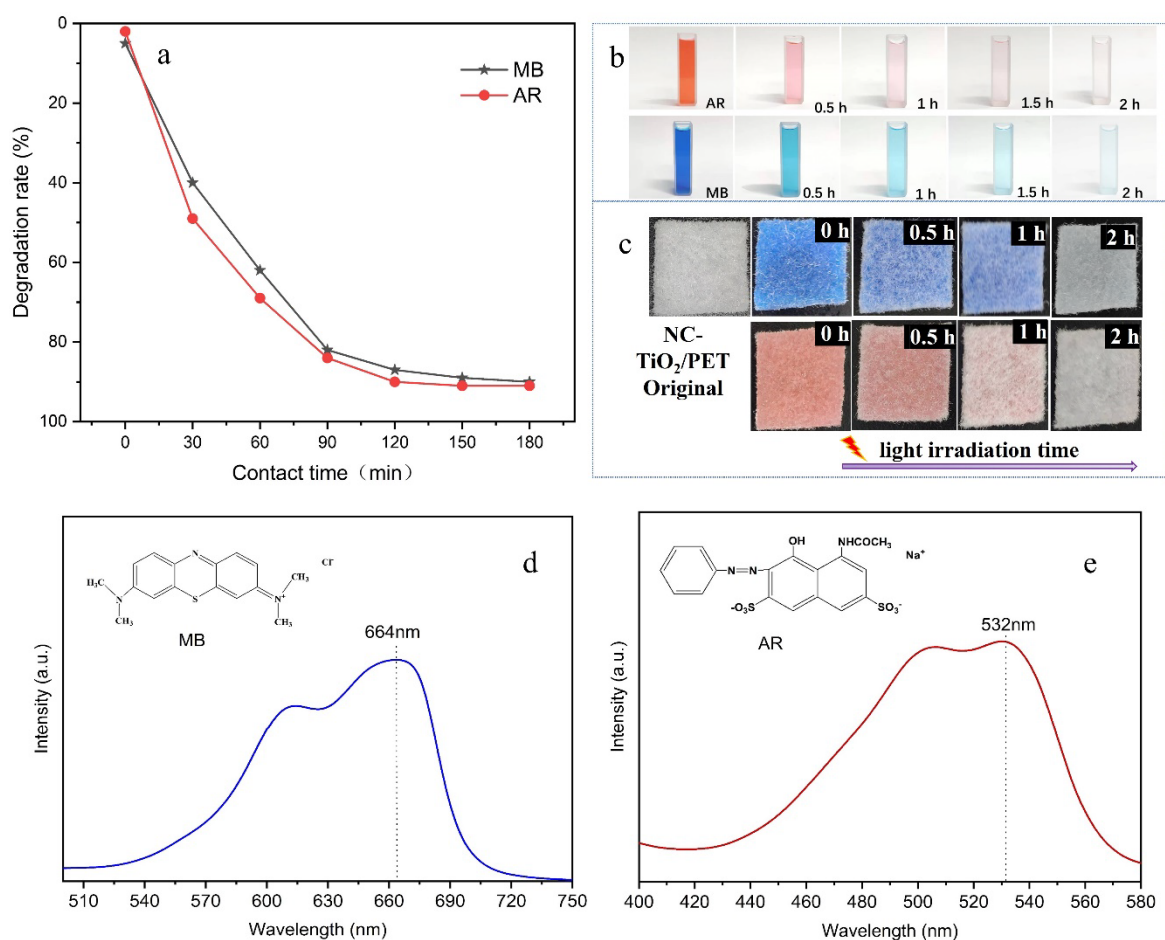 a
MB
AR
0
20
40
60
80
100
Degradation rate (%)
0 30 60 90 120 150 180
Contact time（min）
b
AR 0.5 h 1 h 1.5 h 2 h
MB 0.5 h 1 h 1.5 h 2 h
c
0 h 0.5 h 1 h 2 h
NC-
TiO₂/PET
Original
0 h 0.5 h 1 h 2 h
light irradiation time
d
N Cl⁻
H₃C N S N⁺ CH₃
CH₃ CH₃
MB
664nm
Intensity (a.u.)
510 540 570 600 630 660 690 720 750
Wavelength (nm)
e
OH NHCOCH₃ Na⁺
N=N
-O₃S SO₃⁻
AR
532nm
Intensity (a.u.)
400 420 440 460 480 500 520 540 560 580
Wavelength (nm)